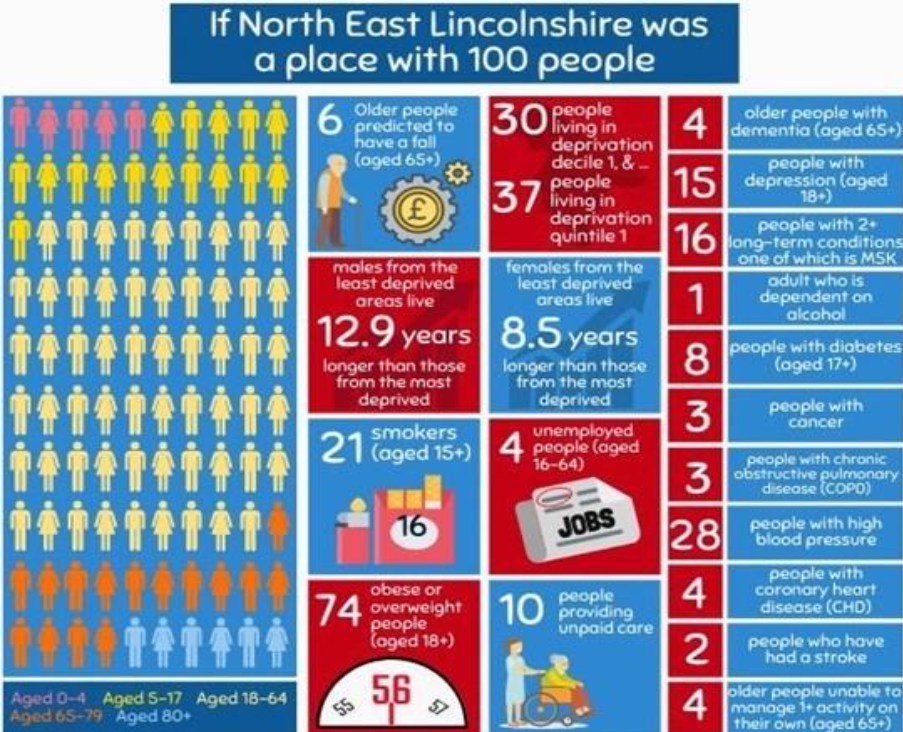 If North East Lincolnshire was
a place with 100 people
6 Older people
predicted to
have a fall
(aged 65+)
£
30 people
living in
deprivation
decile 1, & ...
37 people
living in
deprivation
quintile 1
males from the
least deprived
areas live
12.9 years
longer than those
from the most
deprived
females from the
least deprived
areas live
8.5 years
longer than those
from the most
deprived
21 smokers
(aged 15+)
16
4 unemployed
people (aged
16-64)
JOBS
74 obese or
overweight
people
(aged 18+)
55 56 57
10 people
providing
unpaid care
4 older people with
dementia (aged 65+)
15 people with
depression (aged
18+)
16 people with 2+
long-term conditions
one of which is MSK
1 adult who is
dependent on
alcohol
8 people with diabetes
(aged 17+)
3 people with
cancer
3 people with chronic
obstructive pulmonary
disease (COPD)
28 people with high
blood pressure
4 people with
coronary heart
disease (CHD)
2 people who have
had a stroke
4 older people unable to
manage 1+ activity on
their own (aged 65+)
Aged 0-4 Aged 5-17 Aged 18-64
Aged 65-79 Aged 80+